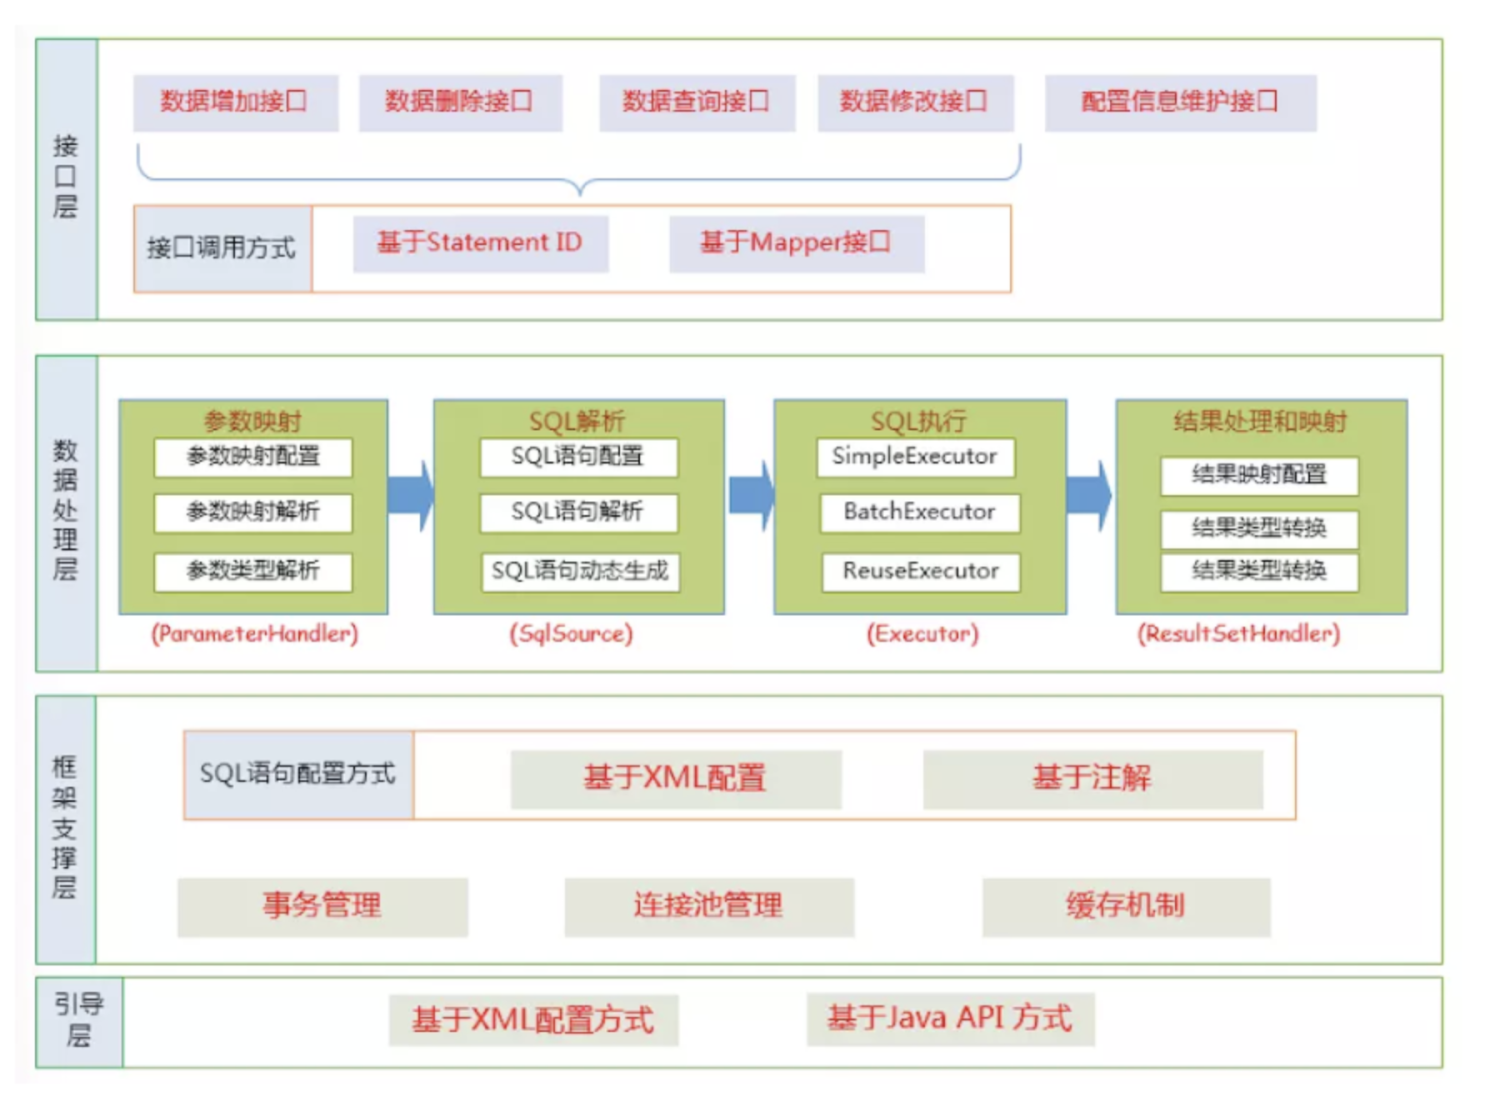 接口层
数据增加接口
数据删除接口
数据查询接口
数据修改接口
配置信息维护接口
接口调用方式
基于Statement ID
基于Mapper接口
数据处理层
参数映射
参数映射配置
参数映射解析
参数类型解析
(ParameterHandler)
SQL解析
SQL语句配置
SQL语句解析
SQL语句动态生成
(SqlSource)
SQL执行
SimpleExecutor
BatchExecutor
ReuseExecutor
(Executor)
结果处理和映射
结果映射配置
结果类型转换
结果类型转换
(ResultSetHandler)
框架支撑层
SQL语句配置方式
基于XML配置
基于注解
事务管理
连接池管理
缓存机制
引导层
基于XML配置方式
基于Java API 方式